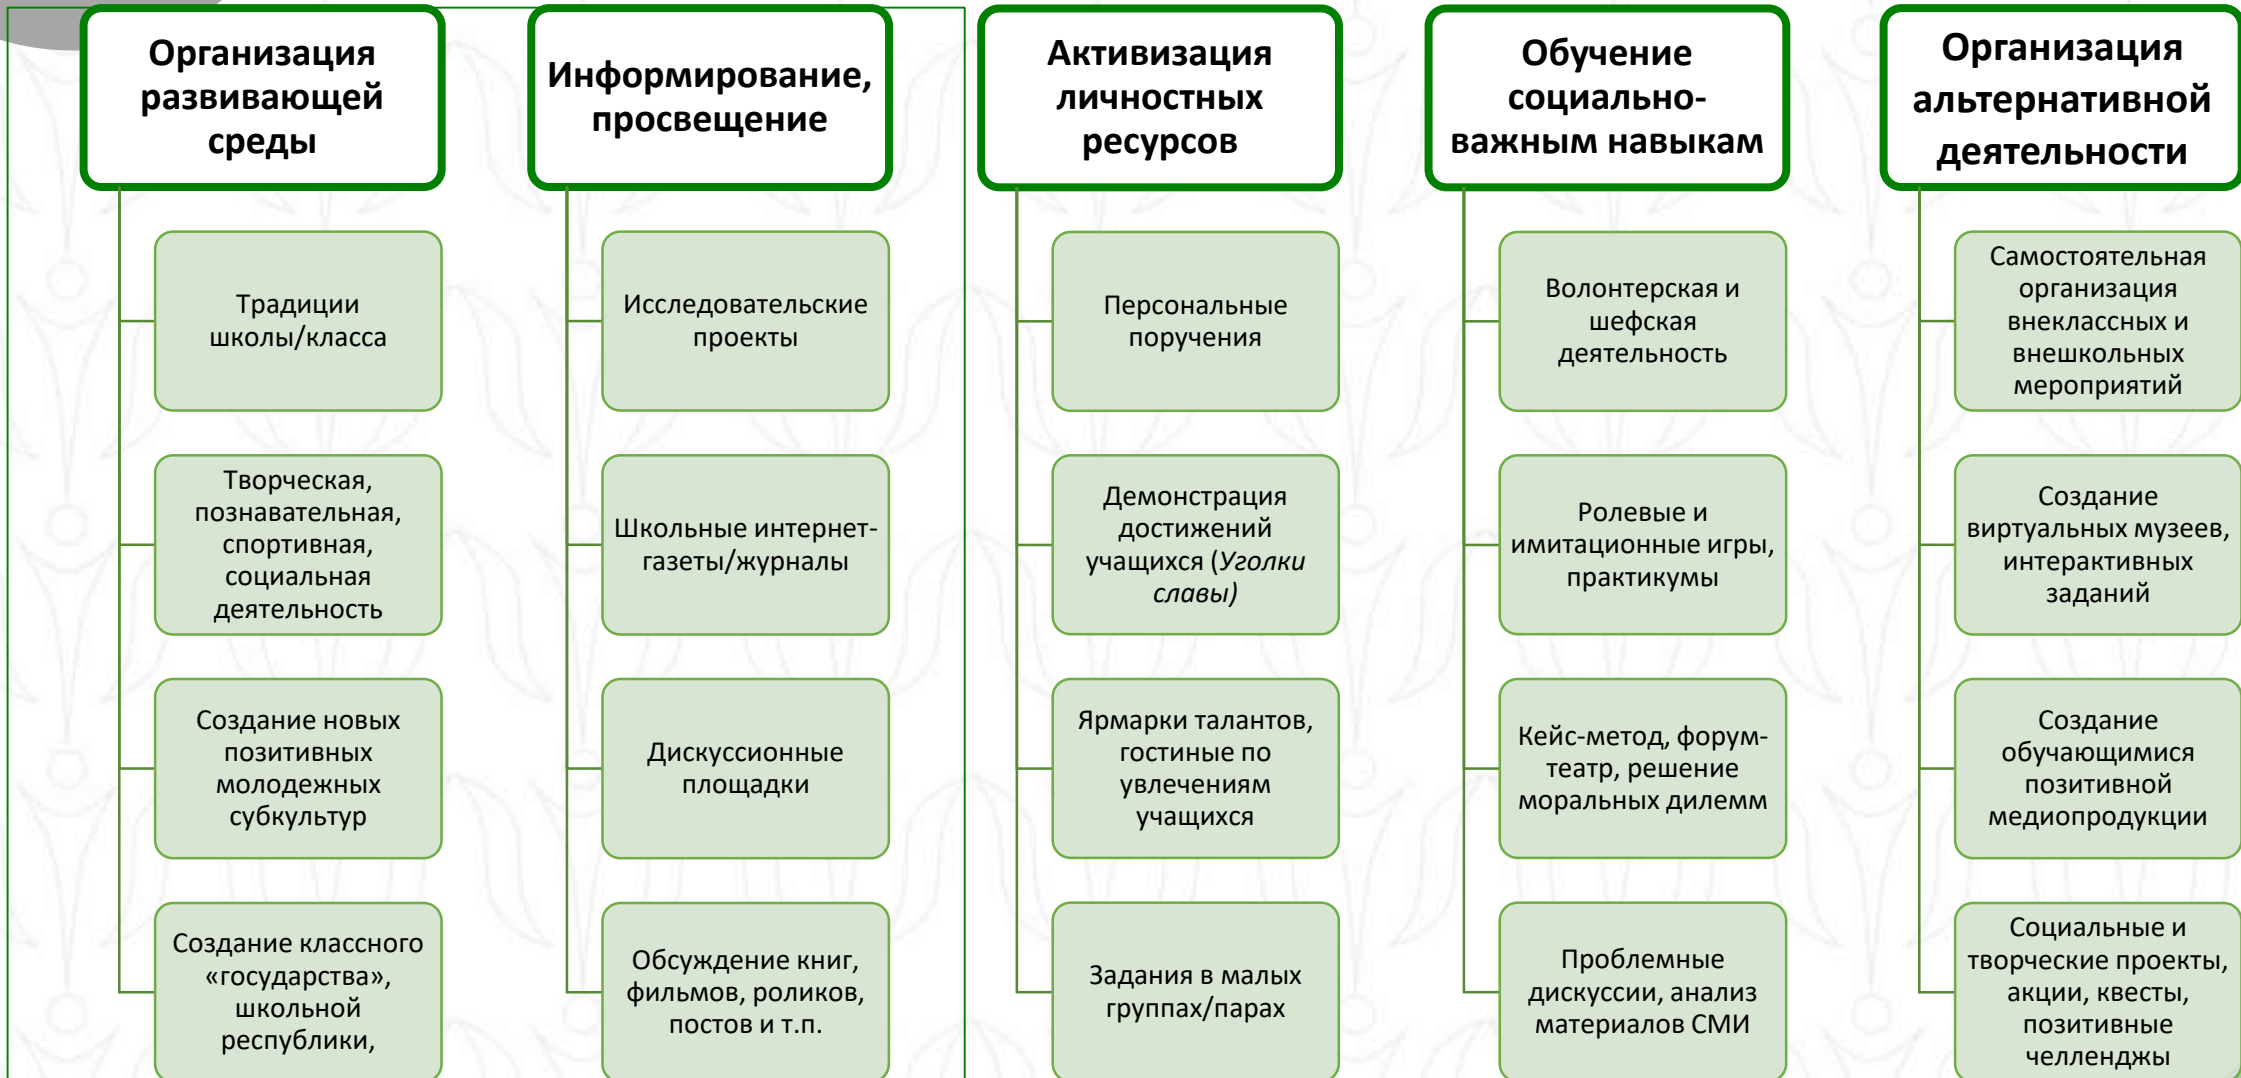 Организация
развивающей
среды
Традиции
школы/класса
Творческая,
познавательная,
спортивная,
социальная
деятельность
Создание новых
позитивных
молодежных
субкультур
Создание классного
«государства»,
школьной
республики,
Информирование,
просвещение
Исследовательские
проекты
Школьные интернет-
газеты/журналы
Дискуссионные
площадки
Обсуждение книг,
фильмов, роликов,
постов и т.п.
Активизация
личностных
ресурсов
Персональные
поручения
Демонстрация
достижений
учащихся (Уголки
славы)
Ярмарки талантов,
гостиные по
увлечениям
учащихся
Задания в малых
группах/парах
Обучение
социально-
важным навыкам
Волонтерская и
шефская
деятельность
Ролевые и
имитационные игры,
практикумы
Кейс-метод, форум-
театр, решение
моральных дилемм
Проблемные
дискуссии, анализ
материалов СМИ
Организация
альтернативной
деятельности
Самостоятельная
организация
внеклассных и
внешкольных
мероприятий
Создание
виртуальных музеев,
интерактивных
заданий
Создание
обучающимися
позитивной
медиопродукции
Социальные и
творческие проекты,
акции, квесты,
позитивные
челленджы